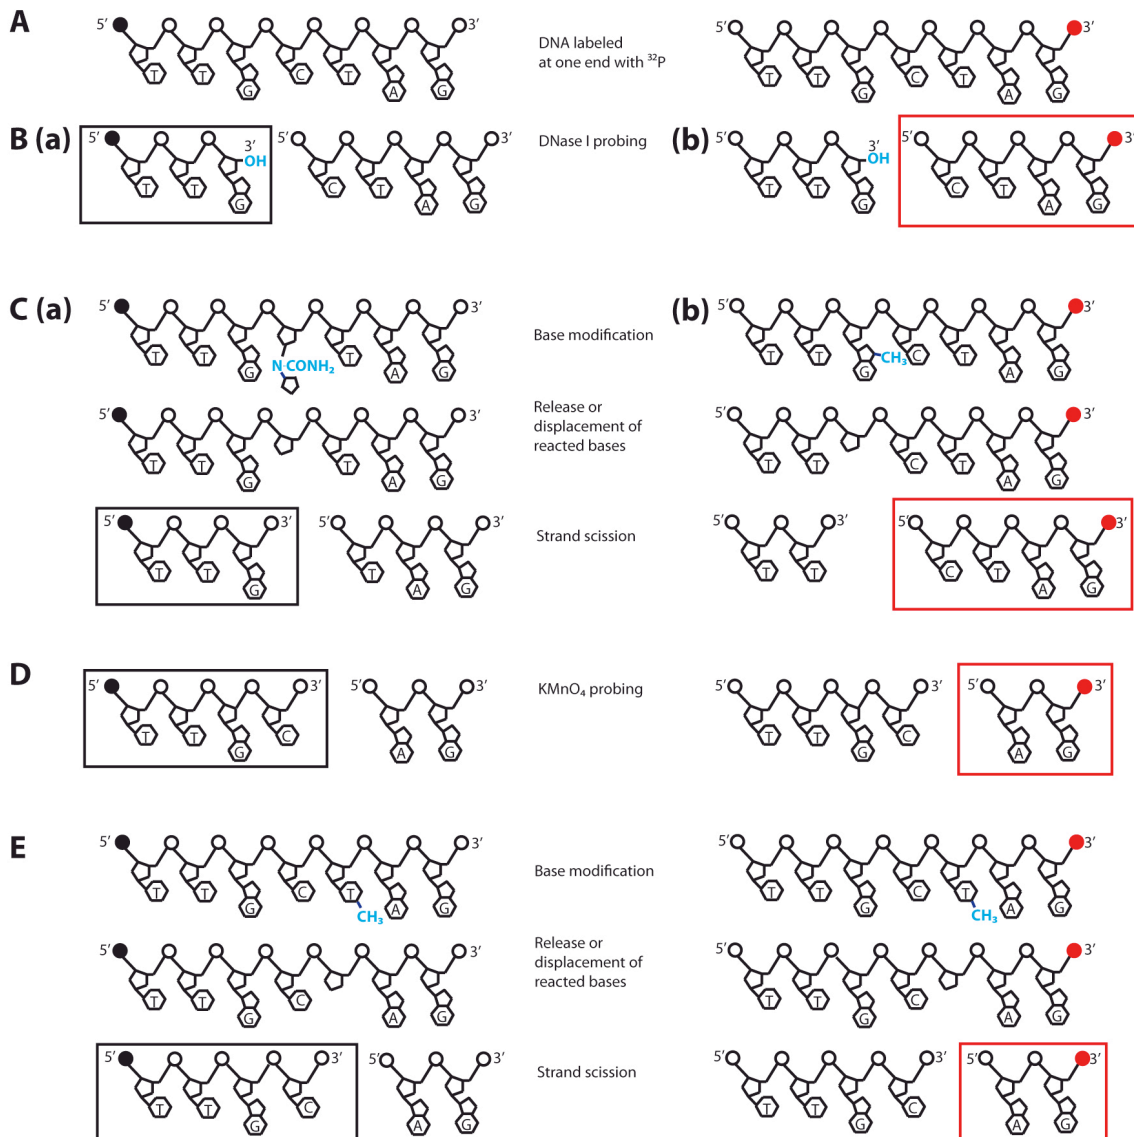 A
5′ 3′
T T G C T A G
DNA labeled
at one end with ³²P
5′ 3′
T T G C T A G
B (a)
5′ 3′ OH
T T G
5′ 3′
C T A G
DNase I probing
(b)
5′ 3′ OH
T T G
5′ 3′
C T A G
C (a)
5′ 3′
T T G N CONH₂ T A G
Base modification
(b)
5′ 3′
T T G CH₃ C T A G
5′ 3′
T T G T A G
Release or
displacement of
reacted bases
5′ 3′
T T C T A G
5′ 3′
T T G
5′ 3′
T A G
Strand scission
5′ 3′
T T
5′ 3′
C T A G
D
5′ 3′
T T G C
5′ 3′
A G
KMnO₄ probing
5′ 3′
T T G C
5′ 3′
A G
E
5′ 3′
T T G C T CH₃ A G
Base modification
5′ 3′
T T G C T CH₃ A G
5′ 3′
T T G C A G
Release or
displacement of
reacted bases
5′ 3′
T T G C A G
5′ 3′
T T G C
5′ 3′
A G
Strand scission
5′ 3′
T T G C
5′ 3′
A G